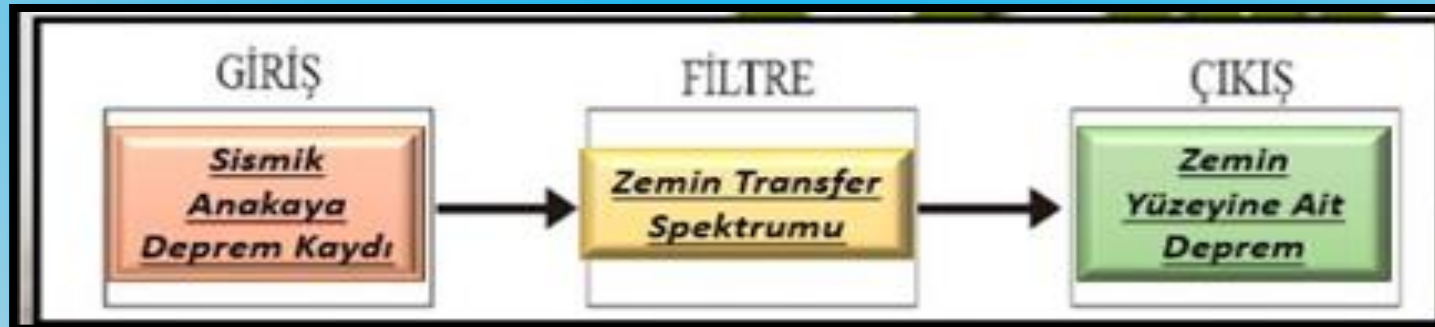 GİRİŞ
Sismik
Anakaya
Deprem Kaydı
FİLTRE
Zemin Transfer
Spektrumu
ÇIKIŞ
Zemin
Yüzeyine Ait
Deprem